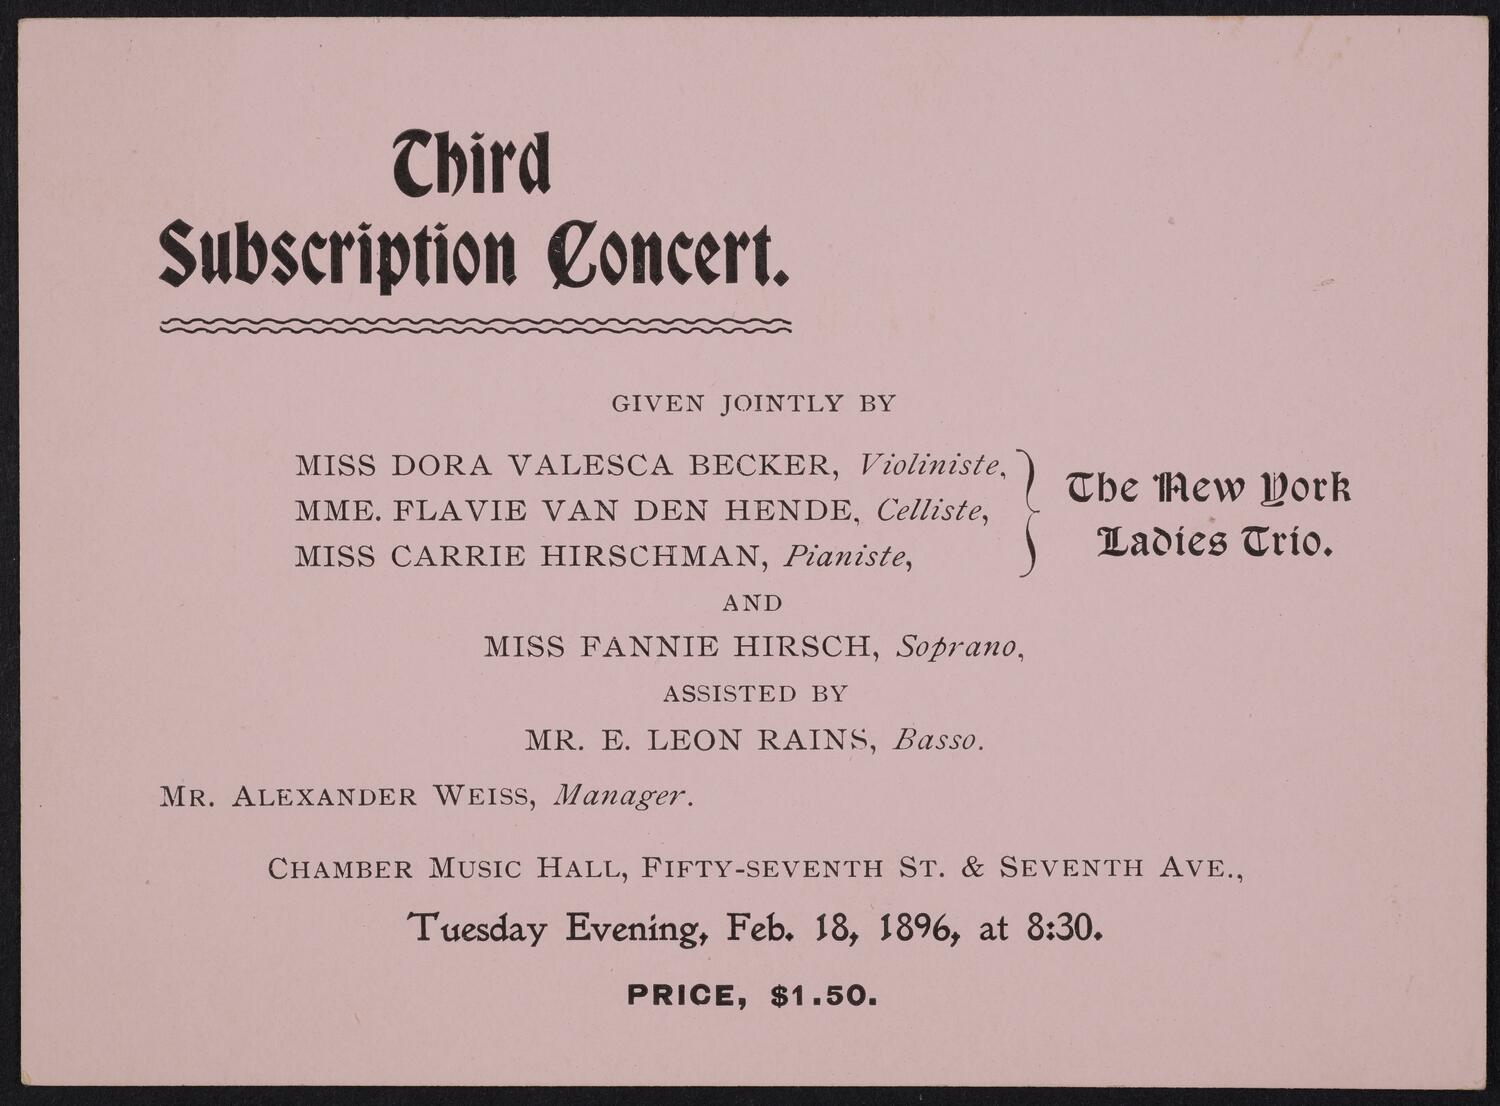 Third
Subscription Concert.
GIVEN JOINTLY BY
MISS DORA VALESCA BECKER, Violiniste,
MME. FLAVIE VAN DEN HENDE, Celliste,
MISS CARRIE HIRSCHMAN, Pianiste,
The New York
Ladies Trio.
AND
MISS FANNIE HIRSCH, Soprano,
ASSISTED BY
MR. E. LEON RAINS, Basso.
MR. ALEXANDER WEISS, Manager.
CHAMBER MUSIC HALL, FIFTY-SEVENTH ST. & SEVENTH AVE.,
Tuesday Evening, Feb. 18, 1896, at 8:30.
PRICE, $1.50.